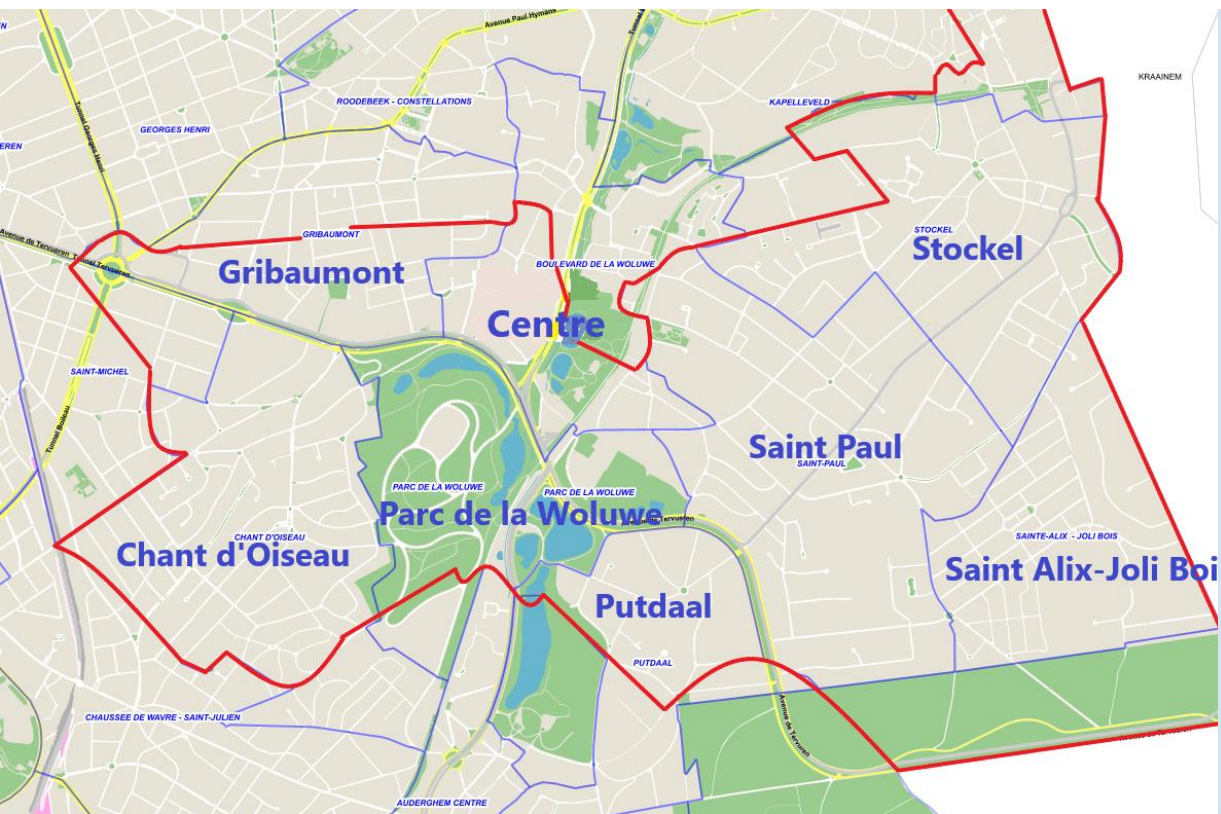 Avenue Paul Hymans
KRAAINEM
ROODEBEEK - CONSTELLATIONS
KAPELLEVELD
Tunnel Georges Henri
GEORGES HENRI
Avenue de Tervueren Tunnel Tervueren
GRIBAUMONT
STOCKEL
Stockel
Gribaumont
BOULEVARD DE LA WOLUWE
Centre
SAINT-MICHEL
Tunnel Boileau
Saint Paul
SAINT-PAUL
PARC DE LA WOLUWE
PARC DE LA WOLUWE
Parc de la Woluwe
de Tervueren
CHANT D'OISEAU
Chant d'Oiseau
SAINTE-ALIX - JOLI BOIS
Saint Alix-Joli Boi
Putdaal
PUTDAAL
CHAUSSEE DE WAVRE - SAINT-JULIEN
Avenue de Tervuren
AUDERGHEM CENTRE